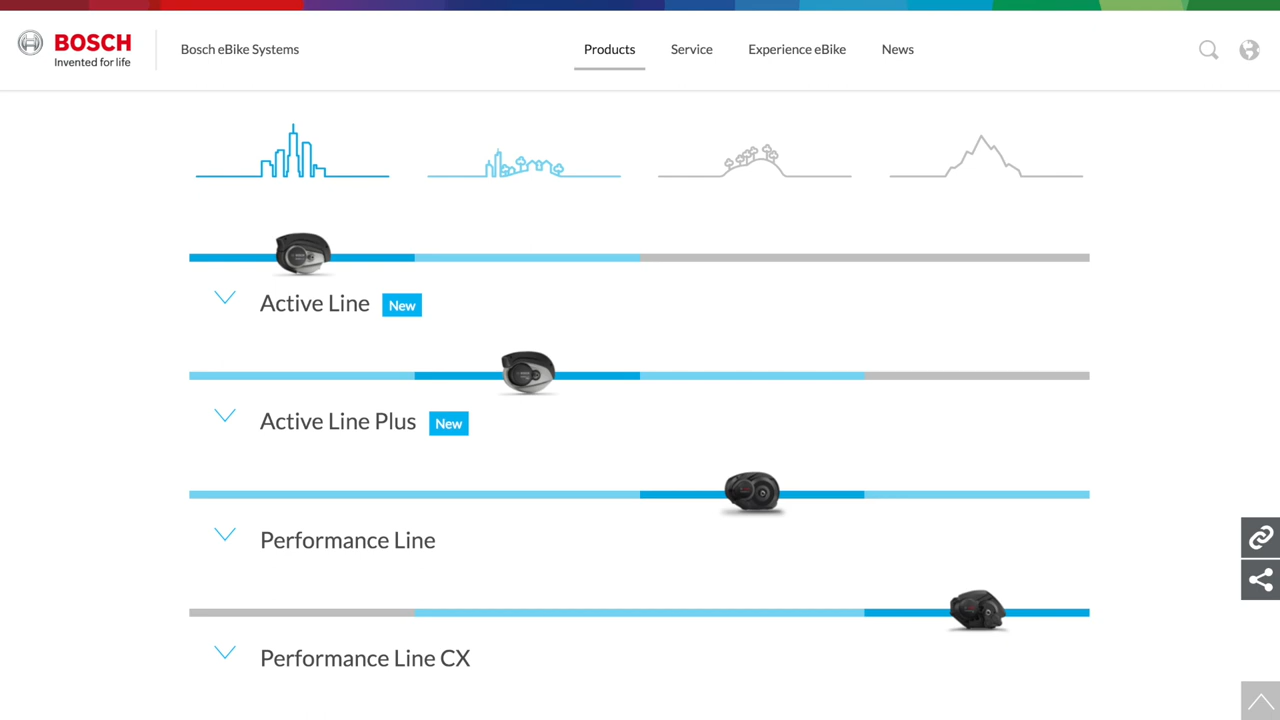 BOSCH
Invented for life
Bosch eBike Systems
Products
Service
Experience eBike
News
Active Line
New
Active Line Plus
New
Performance Line
Performance Line CX